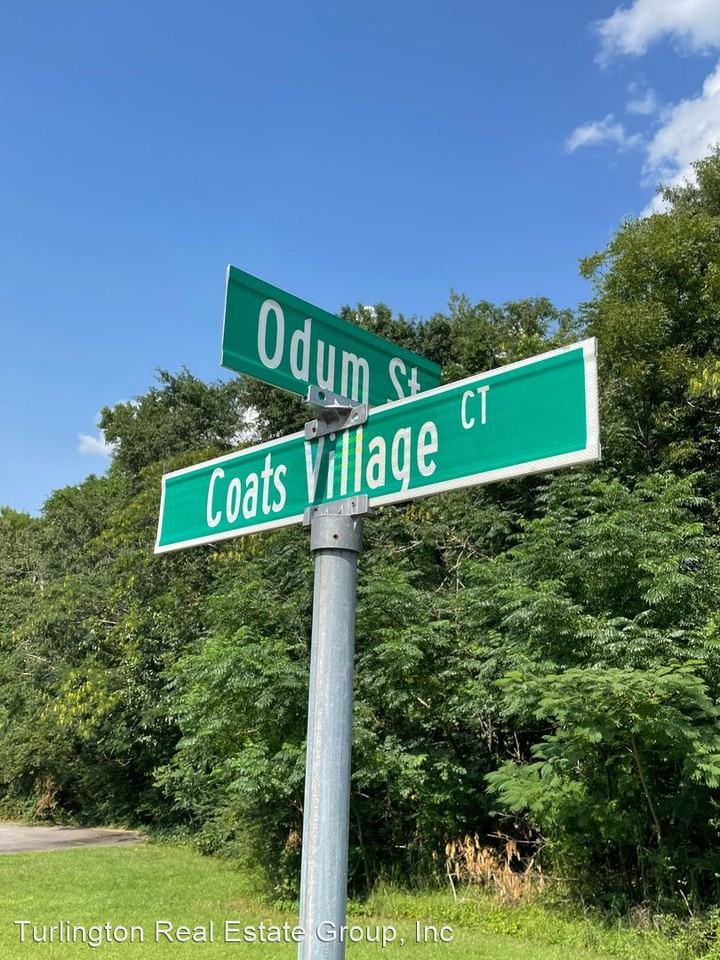 Odum St
Coats Village CT
Turlington Real Estate Group, Inc